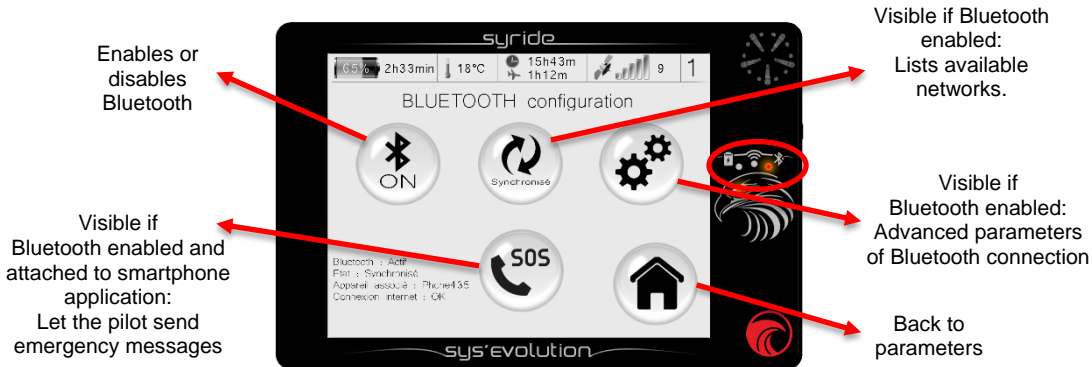 Enables or
disables
Bluetooth
Visible if Bluetooth
enabled:
Lists available
networks.
syride
65% 2h33min 18°C 15h43m 1h12m 9 1
BLUETOOTH configuration
ON
Synchronisé
SOS
Visible if
Bluetooth enabled and
attached to smartphone
application:
Let the pilot send
emergency messages
Visible if
Bluetooth enabled:
Advanced parameters
of Bluetooth connection
Bluetooth : Actif
Etat : Synchronisé
Appareil associé : Phone435
Connexion internet : OK
Back to
parameters
sys'evolution